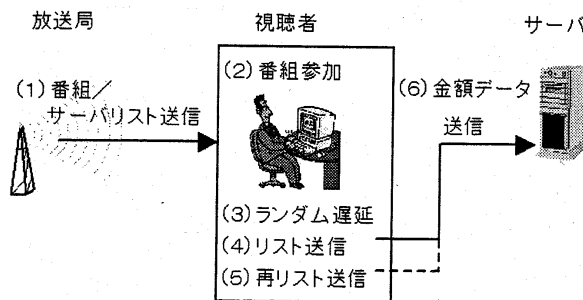 放送局
視聴者
サーバ
(1)番組/
サーバリスト送信
(2)番組参加
(3)ランダム遅延
(4)リスト送信
(5)再リスト送信
(6)金額データ
送信